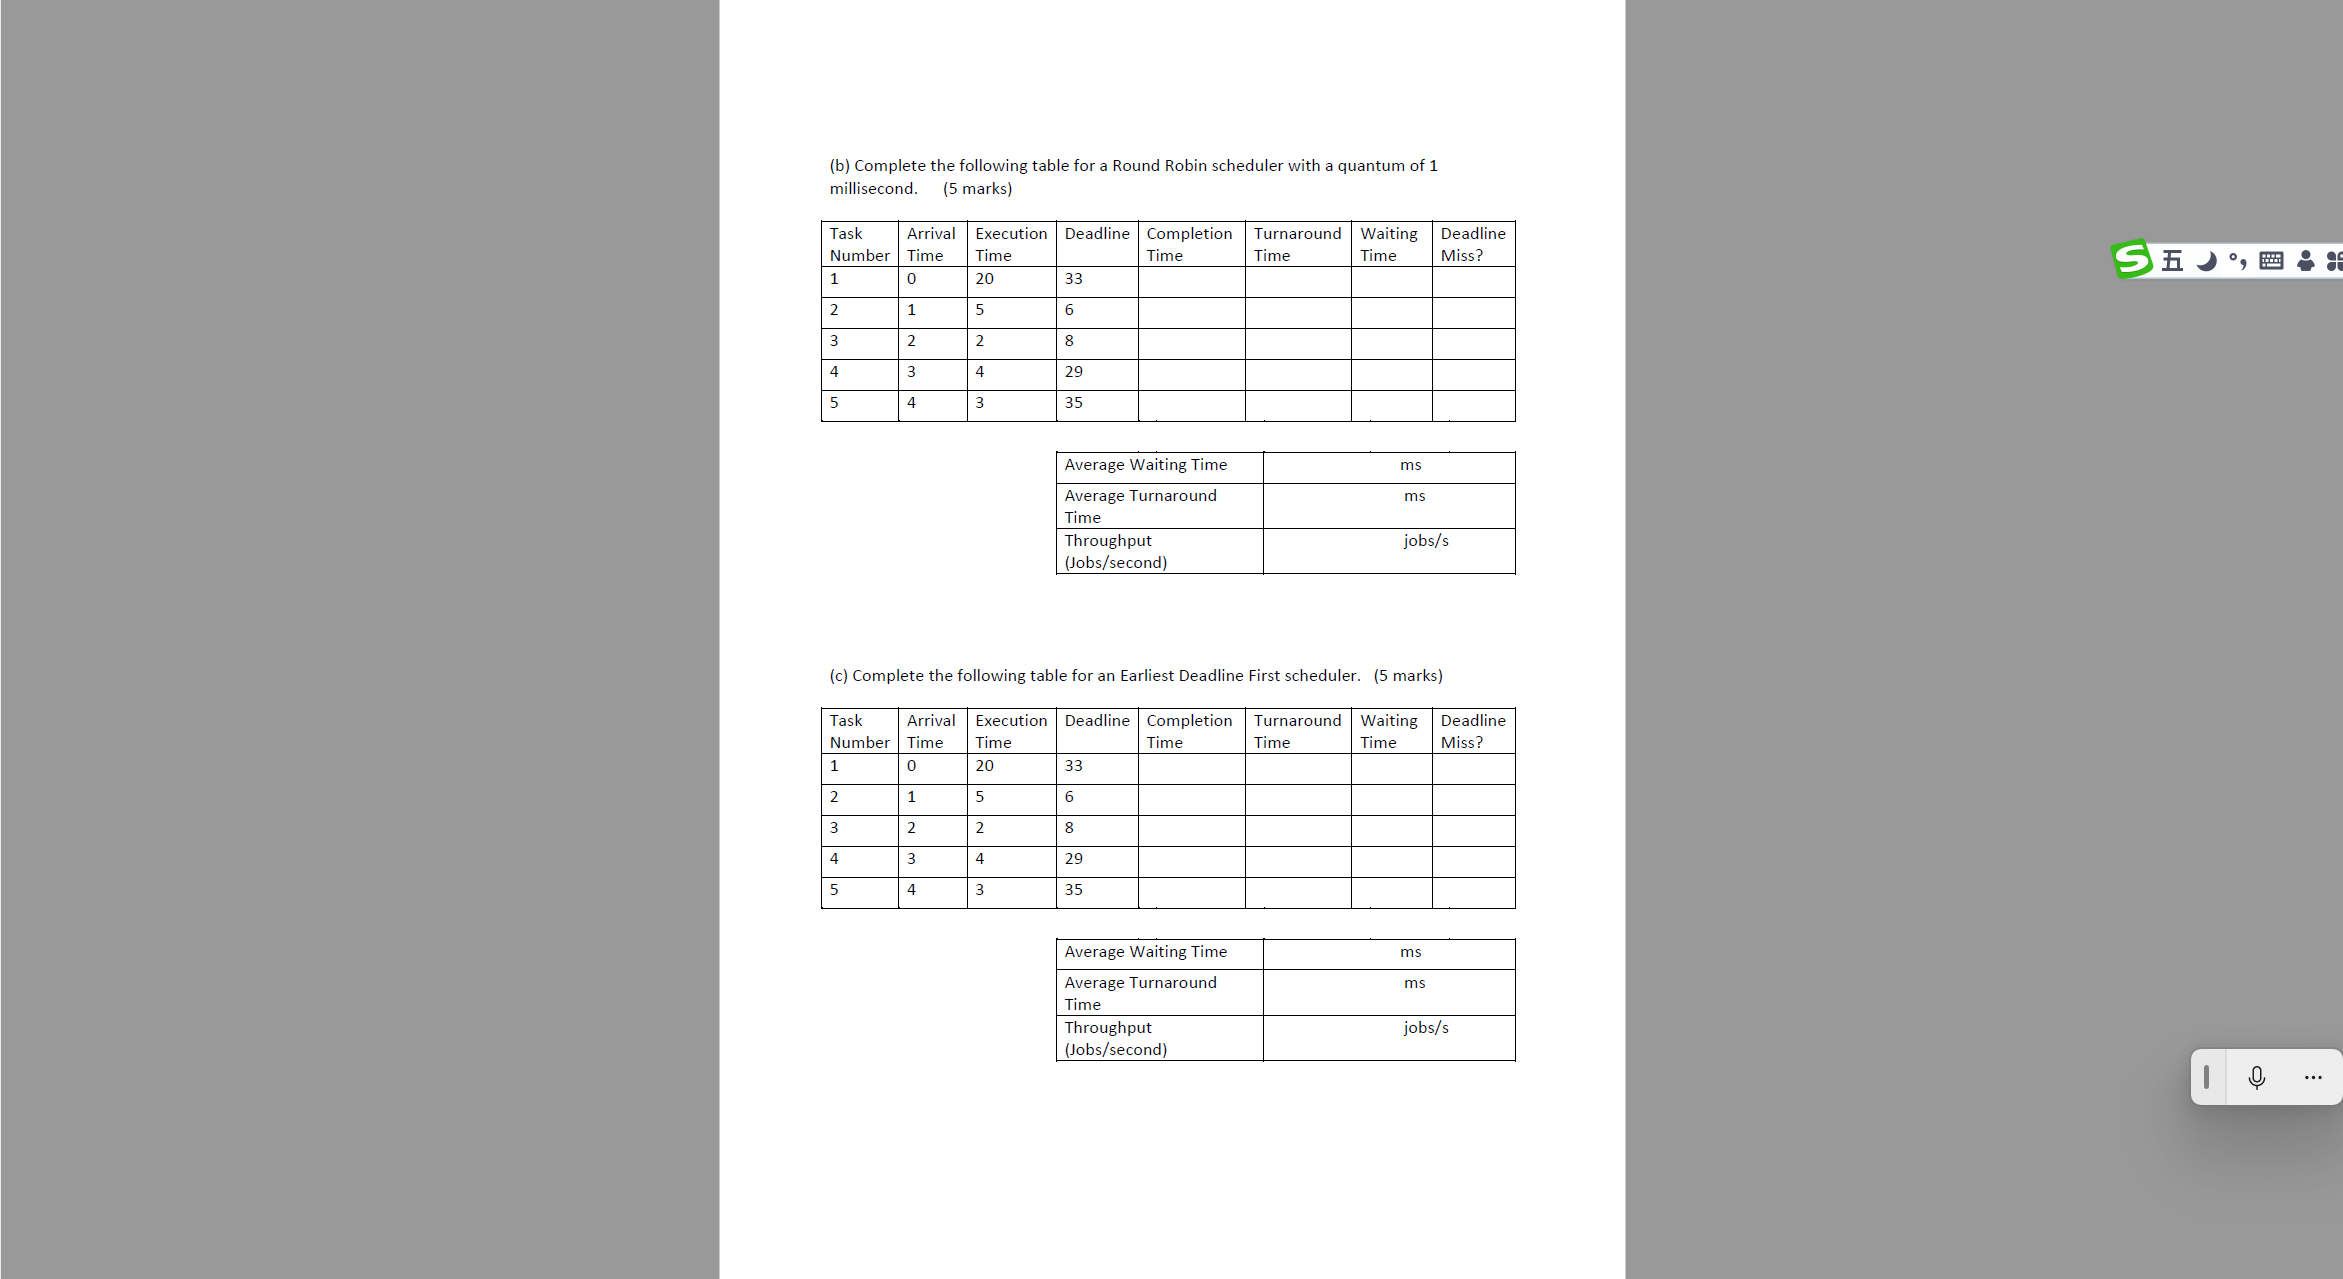 (b) Complete the following table for a Round Robin scheduler with a quantum of 1
millisecond. (5 marks)
Task Number Arrival Time Execution Time Deadline Completion Time Turnaround Time Waiting Time Deadline Miss?
1 0 20 33
2 1 5 6
3 2 2 8
4 3 4 29
5 4 3 35
Average Waiting Time ms
Average Turnaround Time ms
Throughput (Jobs/second) jobs/s
(c) Complete the following table for an Earliest Deadline First scheduler. (5 marks)
Task Number Arrival Time Execution Time Deadline Completion Time Turnaround Time Waiting Time Deadline Miss?
1 0 20 33
2 1 5 6
3 2 2 8
4 3 4 29
5 4 3 35
Average Waiting Time ms
Average Turnaround Time ms
Throughput (Jobs/second) jobs/s
S 五